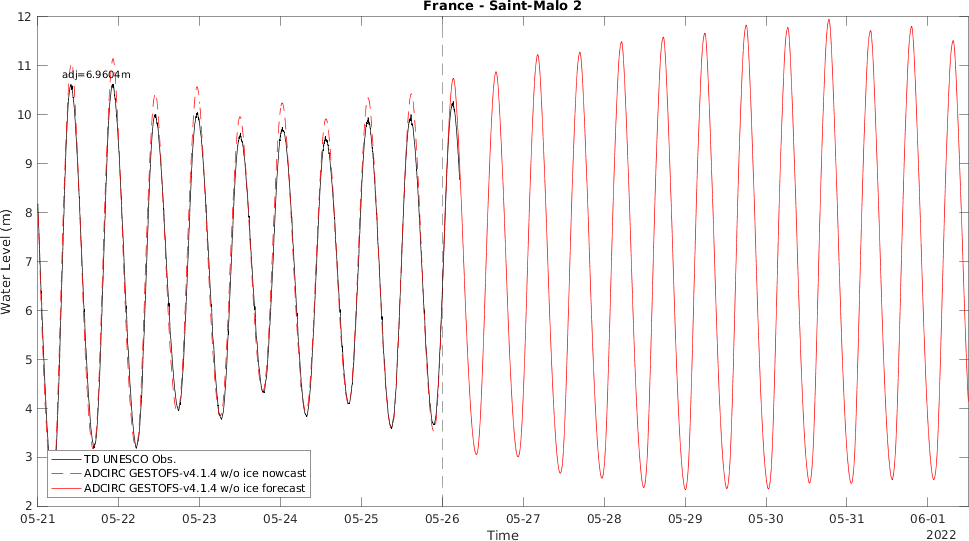 France - Saint-Malo 2
12
11
10
9
8
7
6
5
4
3
2
Water Level (m)
adj=6.9604m
TD UNESCO Obs.
ADCIRC GESTOFS-v4.1.4 w/o ice nowcast
ADCIRC GESTOFS-v4.1.4 w/o ice forecast
05-21 05-22 05-23 05-24 05-25 05-26 05-27 05-28 05-29 05-30 05-31 06-01
Time
2022